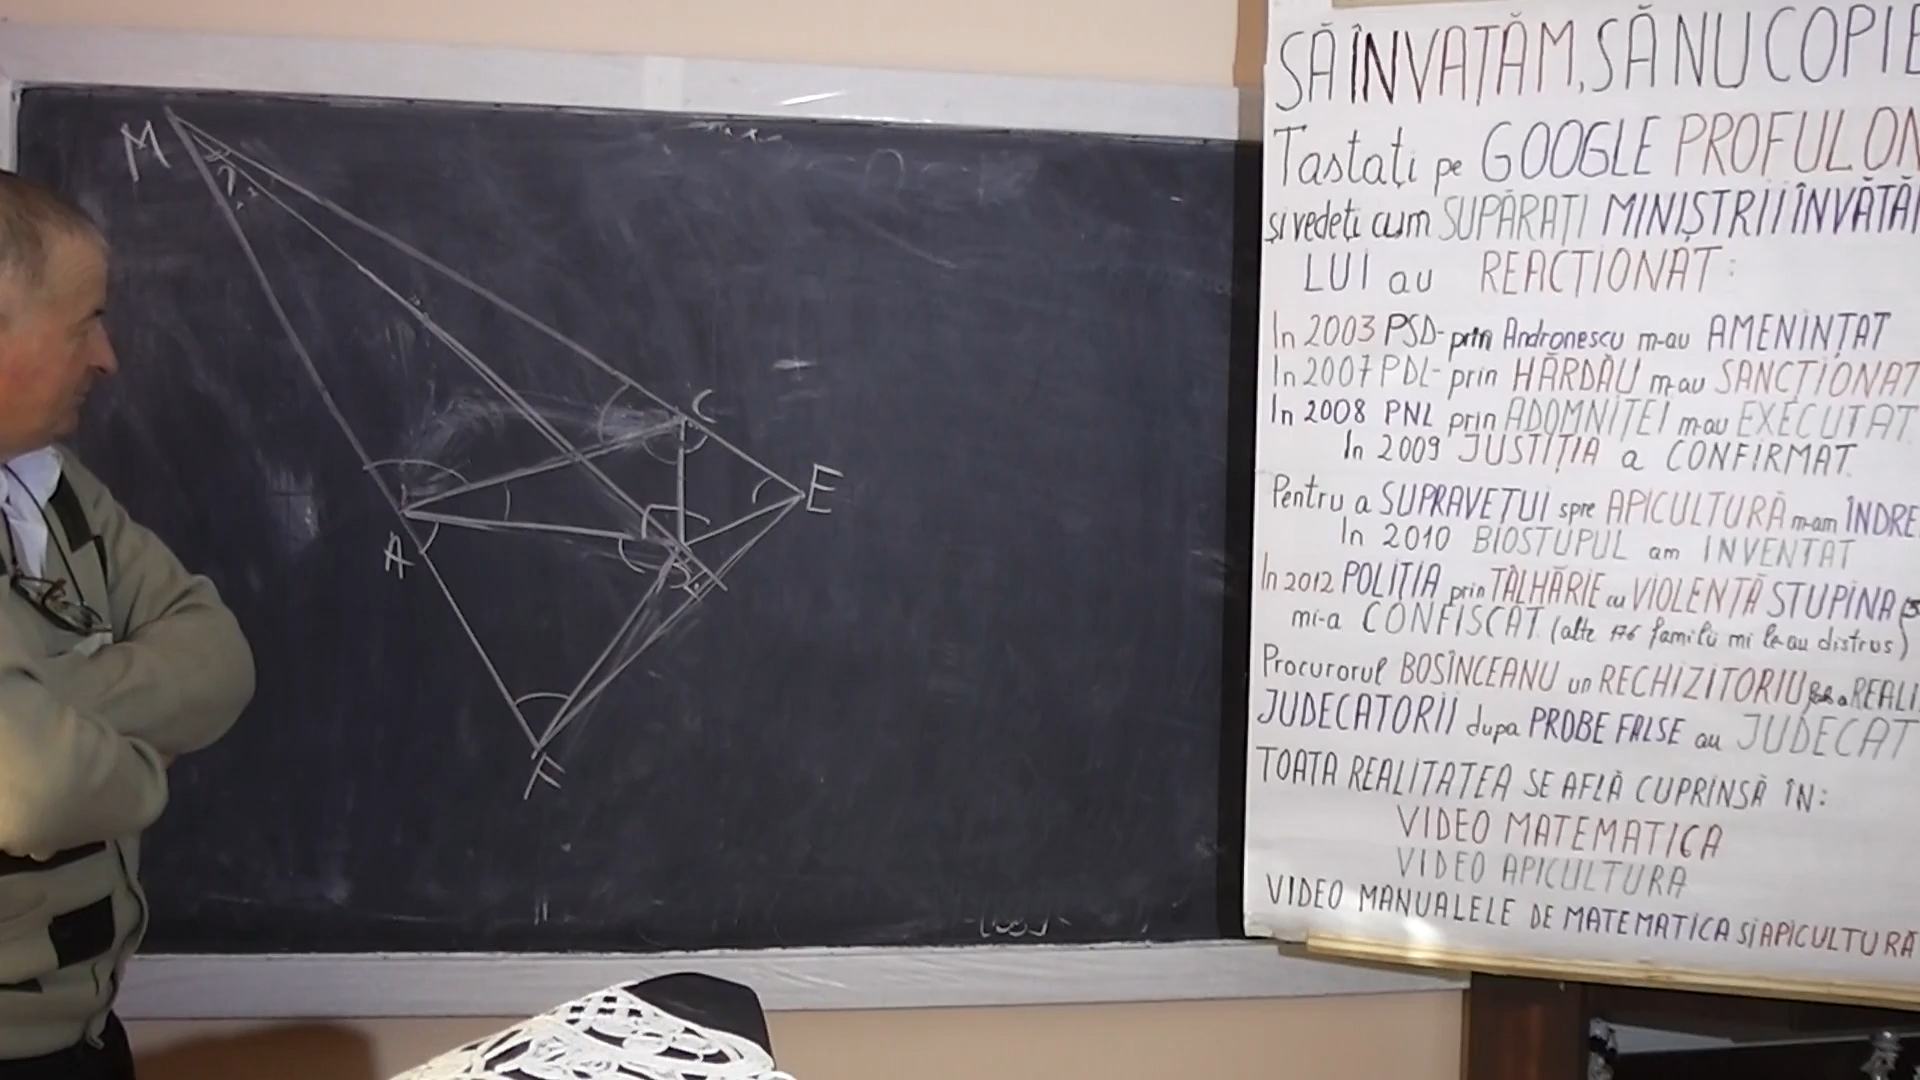 M
C
E
A
B
F
SĂ ÎNVAȚĂM, SĂ NU COPIE
Tastați pe GOOGLE PROFULON
și vedeți cum SUPĂRAȚI MINIȘTRII ÎNVĂȚĂ
LUI au REACȚIONAT:
In 2003 PSD- prin Andronescu m-au AMENINȚAT
In 2007 PDL- prin HĂRDĂU m-au SANCȚIONAT
In 2008 PNL prin ADOMNIȚEI m-au EXECUTAT
In 2009 JUSTIȚIA a CONFIRMAT.
Pentru a SUPRAVEȚUI spre APICULTURĂ m-am ÎNDRE
In 2010 BIOSTUPUL am INVENTAT
In 2012 POLIȚIA prin TÂLHĂRIE cu VIOLENȚĂ STUPINA
mi-a CONFISCAT. (alte 176 familii mi le-au distrus)
Procurorul BOSÎNCEANU un RECHIZITORIU REALI
JUDECATORII dupa PROBE FALSE au JUDECAT
TOATA REALITATEA SE AFLĂ CUPRINSĂ ÎN:
VIDEO MATEMATICA
VIDEO APICULTURA
VIDEO MANUALELE DE MATEMATICA SI APICULTURĂ